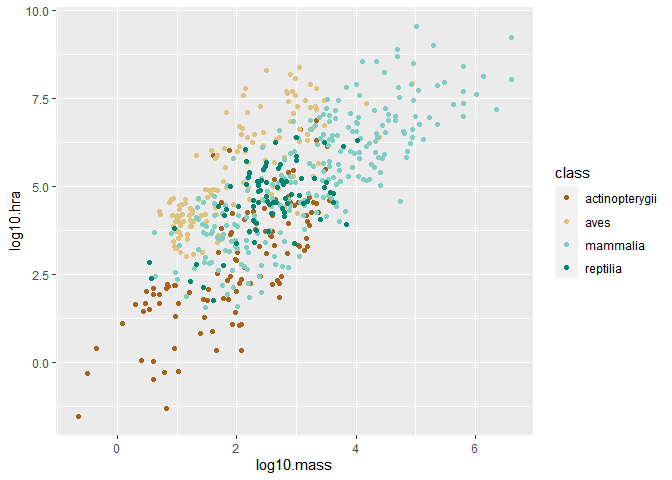 10.0
7.5
5.0
2.5
0.0
log10.hra
0
2
4
6
log10.mass
class
actinopterygii
aves
mammalia
reptilia